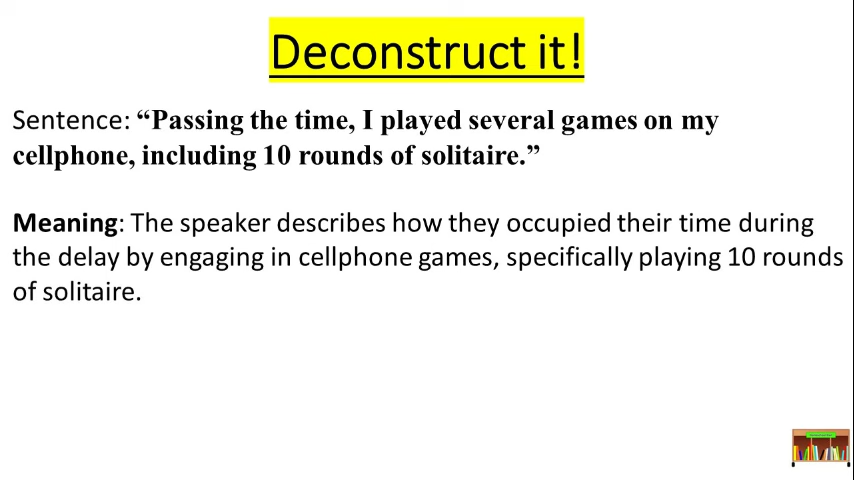 Deconstruct it!
Sentence: “Passing the time, I played several games on my
cellphone, including 10 rounds of solitaire.”
Meaning: The speaker describes how they occupied their time during
the delay by engaging in cellphone games, specifically playing 10 rounds
of solitaire.